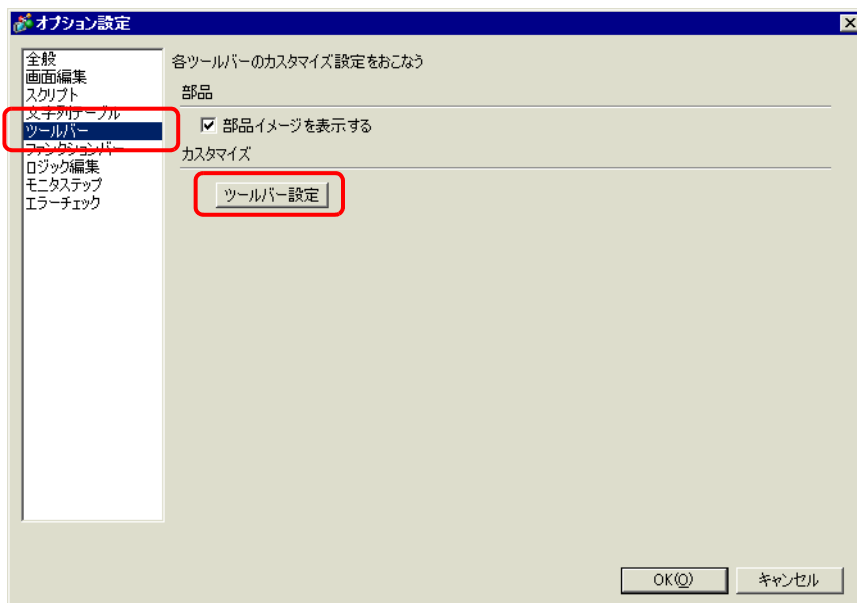 オプション設定
全般
画面編集
スクリプト
文字列テーブル
ツールバー
ファンクションバー
ロジック編集
モニタステップ
エラーチェック
各ツールバーのカスタマイズ設定をおこなう
部品
部品イメージを表示する
カスタマイズ
ツールバー設定
OK(O)
キャンセル